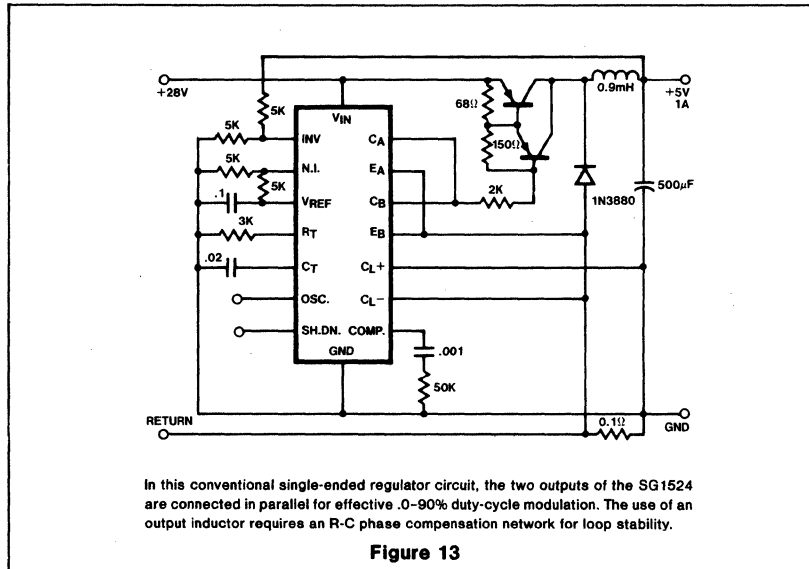 +28V
5K
5K
5K
5K
.1
3K
.02
VIN
INV
N.I.
VREF
RT
CT
OSC.
SH.DN.
GND
CA
EA
CB
EB
CL+
CL−
COMP.
68Ω
150Ω
2K
0.9mH
+5V
1A
1N3880
500μF
.001
50K
RETURN
0.1Ω
GND
In this conventional single-ended regulator circuit, the two outputs of the SG1524
are connected in parallel for effective .0–90% duty-cycle modulation. The use of an
output inductor requires an R-C phase compensation network for loop stability.
Figure 13